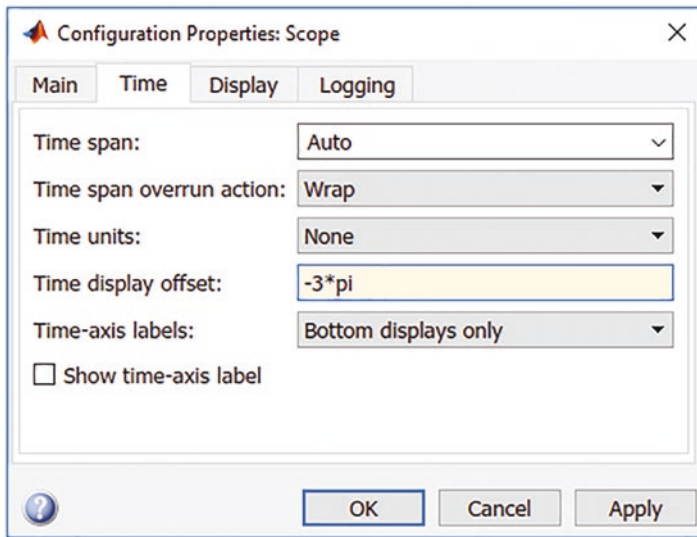 Configuration Properties: Scope
Main Time Display Logging
Time span: Auto
Time span overrun action: Wrap
Time units: None
Time display offset: -3*pi
Time-axis labels: Bottom displays only
Show time-axis label
? OK Cancel Apply